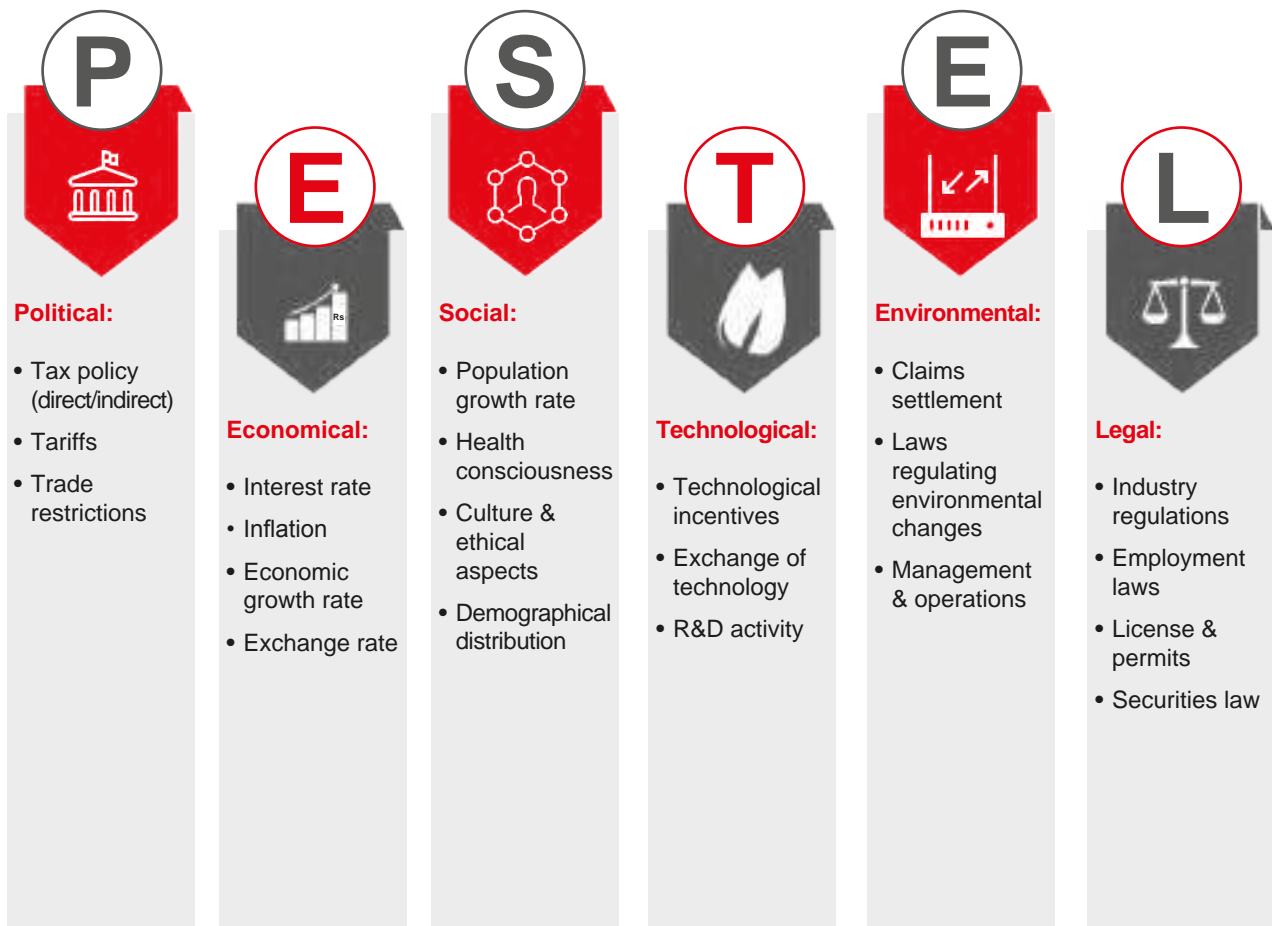 P
Political:
• Tax policy
(direct/indirect)
• Tariffs
• Trade
restrictions
E
Rs
Economical:
• Interest rate
• Inflation
• Economic
growth rate
• Exchange rate
S
Social:
• Population
growth rate
• Health
consciousness
• Culture &
ethical
aspects
• Demographical
distribution
T
Technological:
• Technological
incentives
• Exchange of
technology
• R&D activity
E
Environmental:
• Claims
settlement
• Laws
regulating
environmental
changes
• Management
& operations
L
Legal:
• Industry
regulations
• Employment
laws
• License &
permits
• Securities law